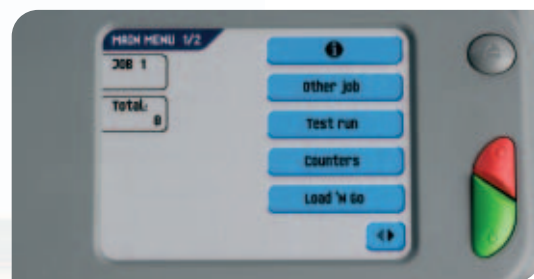 MAIN MENU 1/2
JOB 1
Total:
0
Other job
Test run
Counters
Load 'N GO